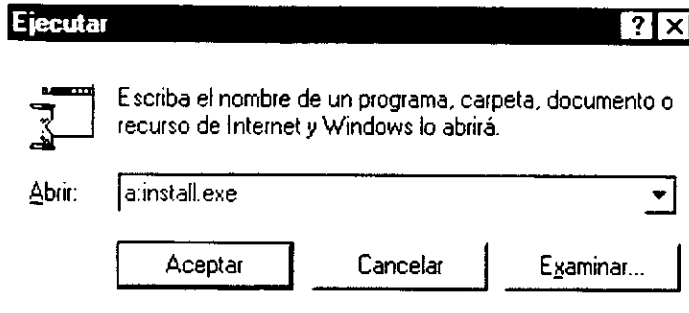 Ejecutar
Escriba el nombre de un programa, carpeta, documento o
recurso de Internet y Windows lo abrirá.
Abrir: a:install.exe
Aceptar Cancelar Examinar...